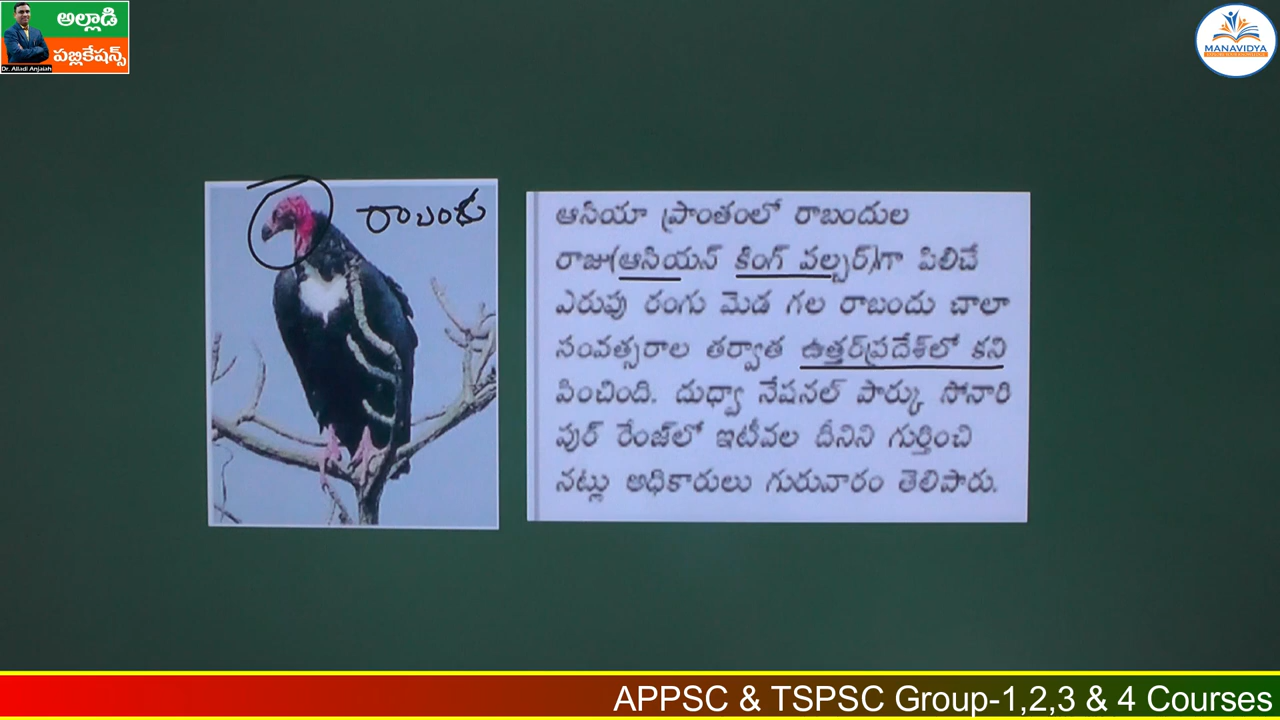 అల్లాడి
పబ్లికేషన్స్
Dr. Alladi Anjaiah
MANAVIDYA
రాబందు
ఆసియా ప్రాంతంలో రాబందుల
రాజు(ఆసియన్ కింగ్ వల్చర్)గా పిలిచే
ఎరుపు రంగు మెడ గల రాబందు చాలా
సంవత్సరాల తర్వాత ఉత్తర్‌ప్రదేశ్‌లో కని
పించింది. దుధ్వా నేషనల్ పార్కు సోనారి
పుర్ రేంజ్‌లో ఇటీవల దీనిని గుర్తించి
నట్లు అధికారులు గురువారం తెలిపారు.
APPSC & TSPSC Group-1,2,3 & 4 Courses